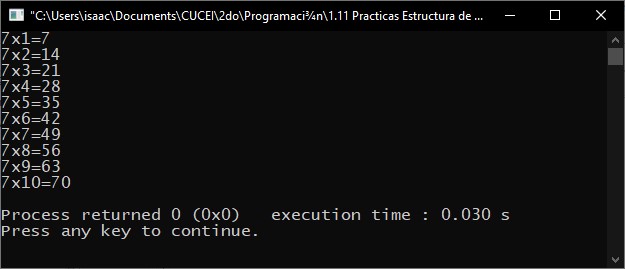 "C:\Users\isaac\Documents\CUCEI\2do\Programaci¾n\1.11 Practicas Estructura de ...
7x1=7
7x2=14
7x3=21
7x4=28
7x5=35
7x6=42
7x7=49
7x8=56
7x9=63
7x10=70
Process returned 0 (0x0)   execution time : 0.030 s
Press any key to continue.